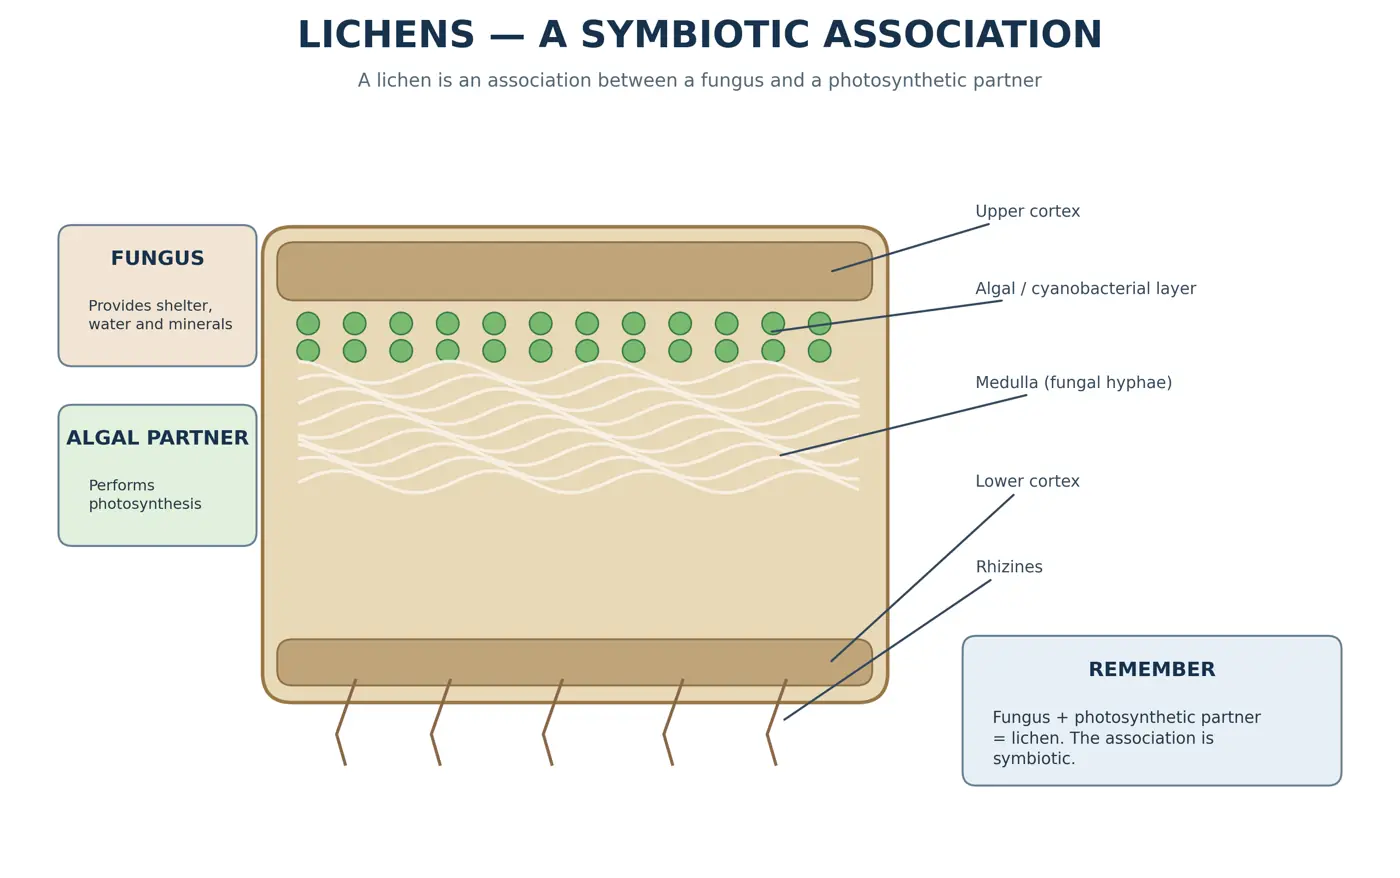 LICHENS — A SYMBIOTIC ASSOCIATION
A lichen is an association between a fungus and a photosynthetic partner
FUNGUS
Provides shelter,
water and minerals
ALGAL PARTNER
Performs
photosynthesis
Upper cortex
Algal / cyanobacterial layer
Medulla (fungal hyphae)
Lower cortex
Rhizines
REMEMBER
Fungus + photosynthetic partner
= lichen. The association is
symbiotic.